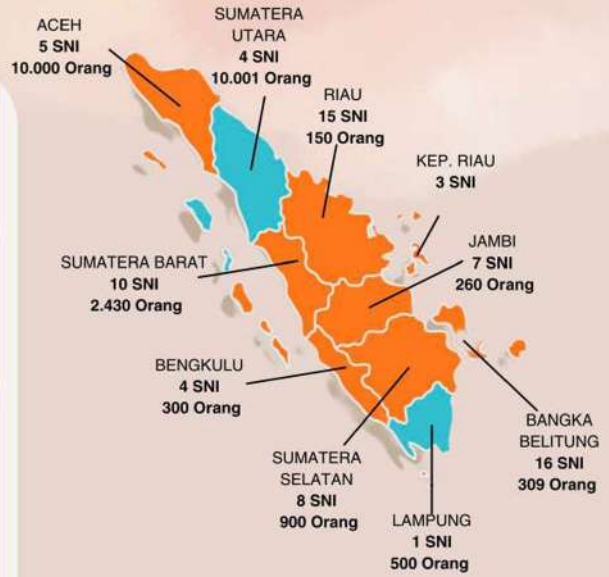 ACEH
5 SNI
10.000 Orang
SUMATERA
UTARA
4 SNI
10.001 Orang
RIAU
15 SNI
150 Orang
KEP. RIAU
3 SNI
JAMBI
7 SNI
260 Orang
SUMATERA BARAT
10 SNI
2.430 Orang
BENGKULU
4 SNI
300 Orang
SUMATERA
SELATAN
8 SNI
900 Orang
LAMPUNG
1 SNI
500 Orang
BANGKA
BELITUNG
16 SNI
309 Orang